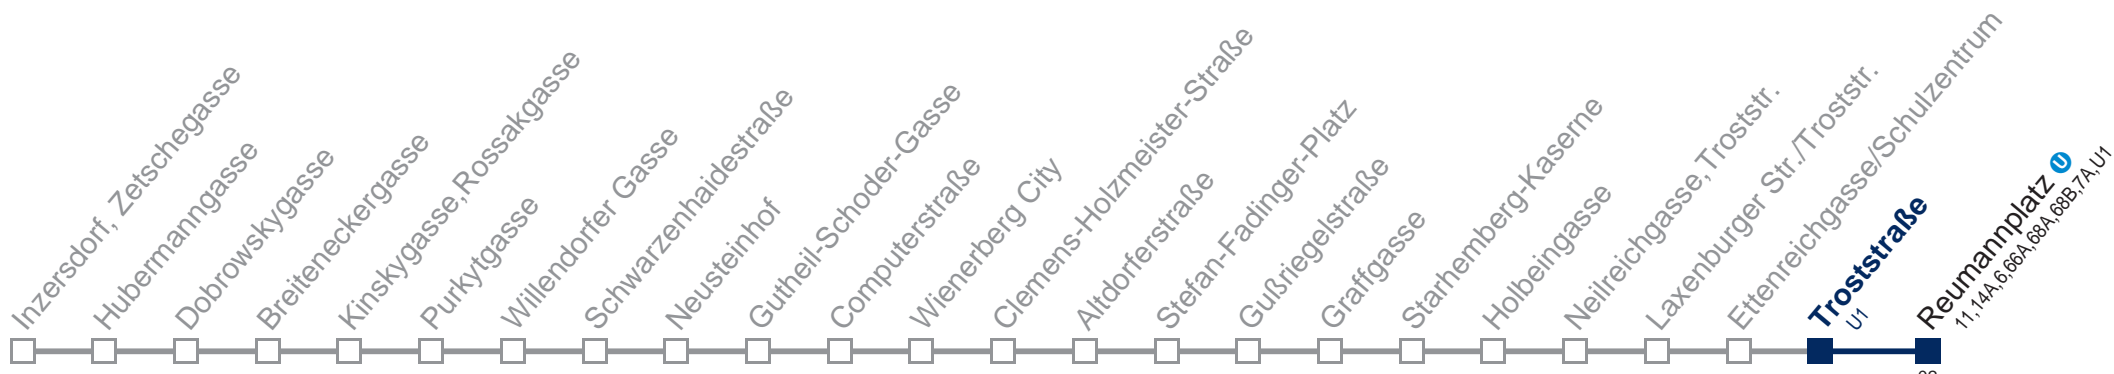 Inzersdorf, Zetschegasse
Hubermanngasse
Dobrowskygasse
Breiteneckergasse
Kinskygasse,Rossakgasse
Purkytgasse
Willendorfer Gasse
Schwarzenhaidestraße
Neusteinhof
Gutheil-Schoder-Gasse
Computerstraße
Wienerberg City
Clemens-Holzmeister-Straße
Altdorferstraße
Stefan-Fadinger-Platz
Gußriegelstraße
Graffgasse
Starhemberg-Kaserne
Holbeingasse
Neilreichgasse,Troststr.
Laxenburger Str./Troststr.
Ettenreichgasse/Schulzentrum
Troststraße
U1
Reumannplatz U
11,14A,6,66A,68A,68B,7A,U1